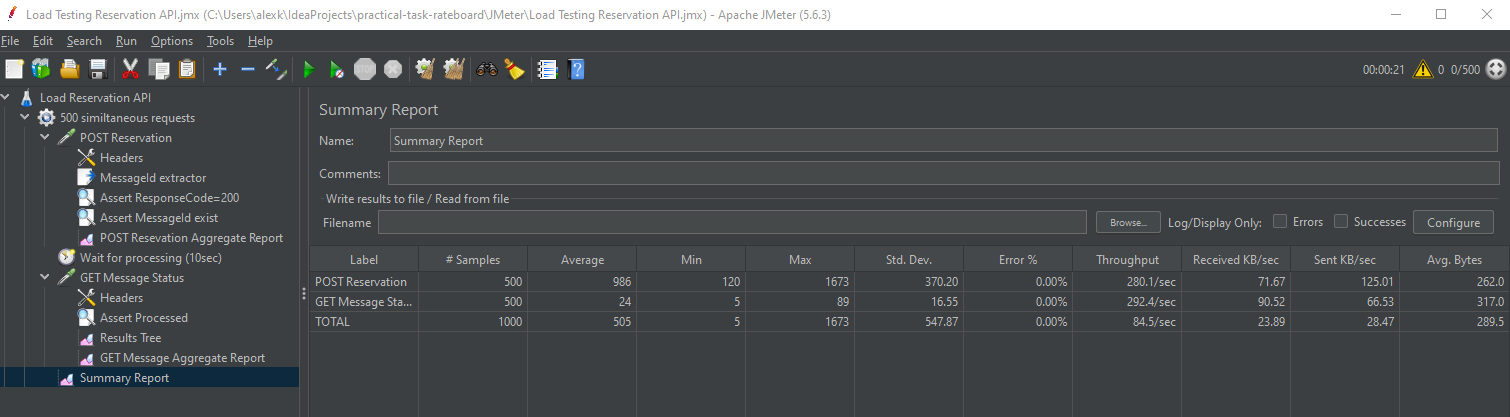 Load Testing Reservation API.jmx (C:\Users\alexk\IdeaProjects\practical-task-rateboard\JMeter\Load Testing Reservation API.jmx) - Apache JMeter (5.6.3)
File Edit Search Run Options Tools Help
STOP 00:00:21 0 0/500
Load Reservation API
500 similtaneous requests
POST Reservation
Headers
MessageId extractor
Assert ResponseCode=200
Assert MessageId exist
POST Resevation Aggregate Report
Wait for processing (10sec)
GET Message Status
Headers
Assert Processed
Results Tree
GET Message Aggregate Report
Summary Report
Summary Report
Name: Summary Report
Comments:
Write results to file / Read from file
Filename Browse... Log/Display Only: Errors Successes Configure
Label # Samples Average Min Max Std. Dev. Error % Throughput Received KB/sec Sent KB/sec Avg. Bytes
POST Reservation 500 986 120 1673 370.20 0.00% 280.1/sec 71.67 125.01 262.0
GET Message Sta... 500 24 5 89 16.55 0.00% 292.4/sec 90.52 66.53 317.0
TOTAL 1000 505 5 1673 547.87 0.00% 84.5/sec 23.89 28.47 289.5